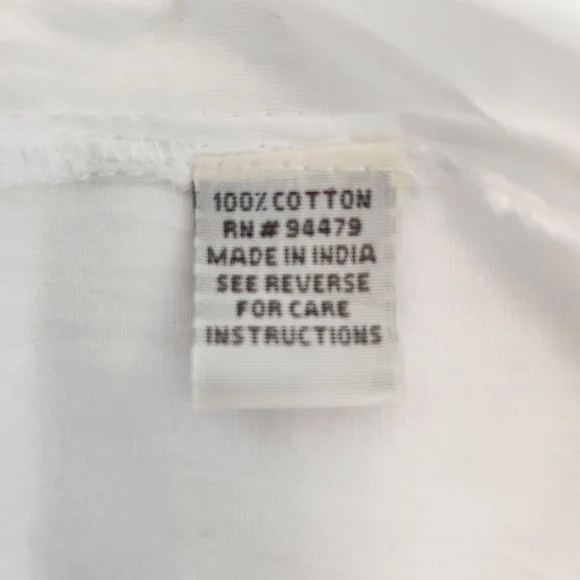 100% COTTON
RN # 94479
MADE IN INDIA
SEE REVERSE
FOR CARE
INSTRUCTIONS